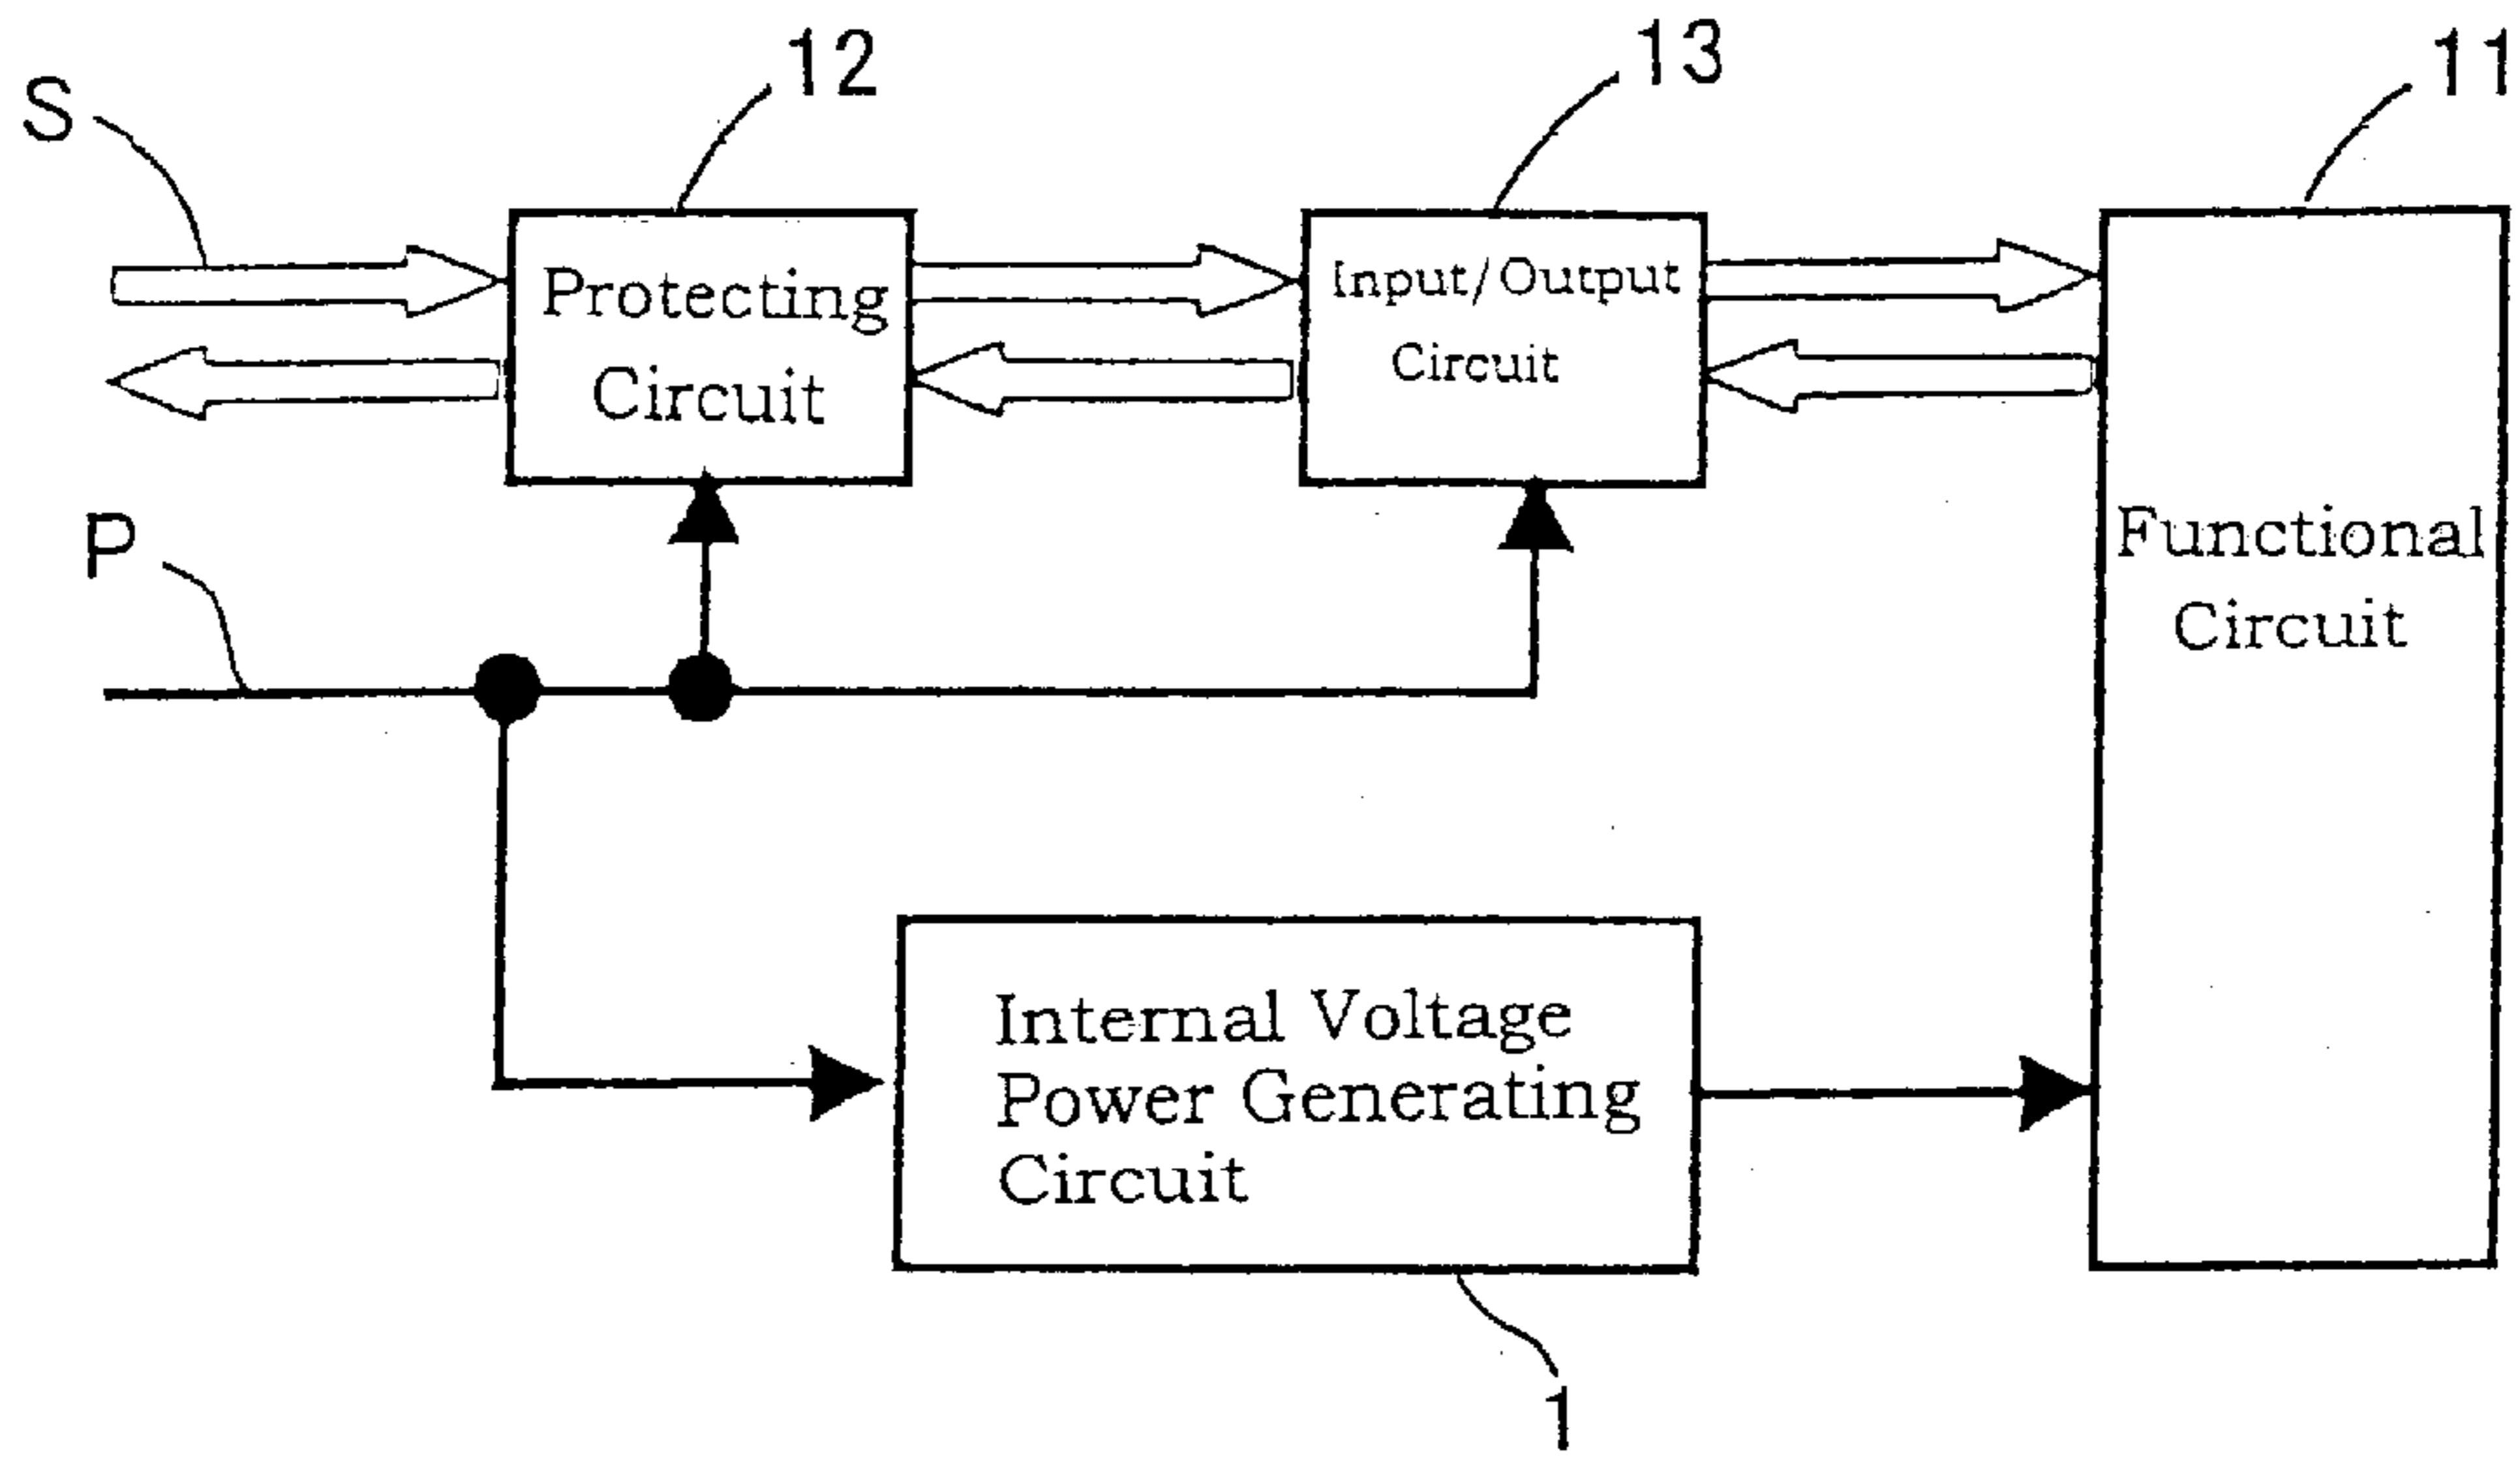 12
13
11
S
Protecting
Circuit
Input/Output
Circuit
P
Functional
Circuit
Internal Voltage
Power Generating
Circuit
1